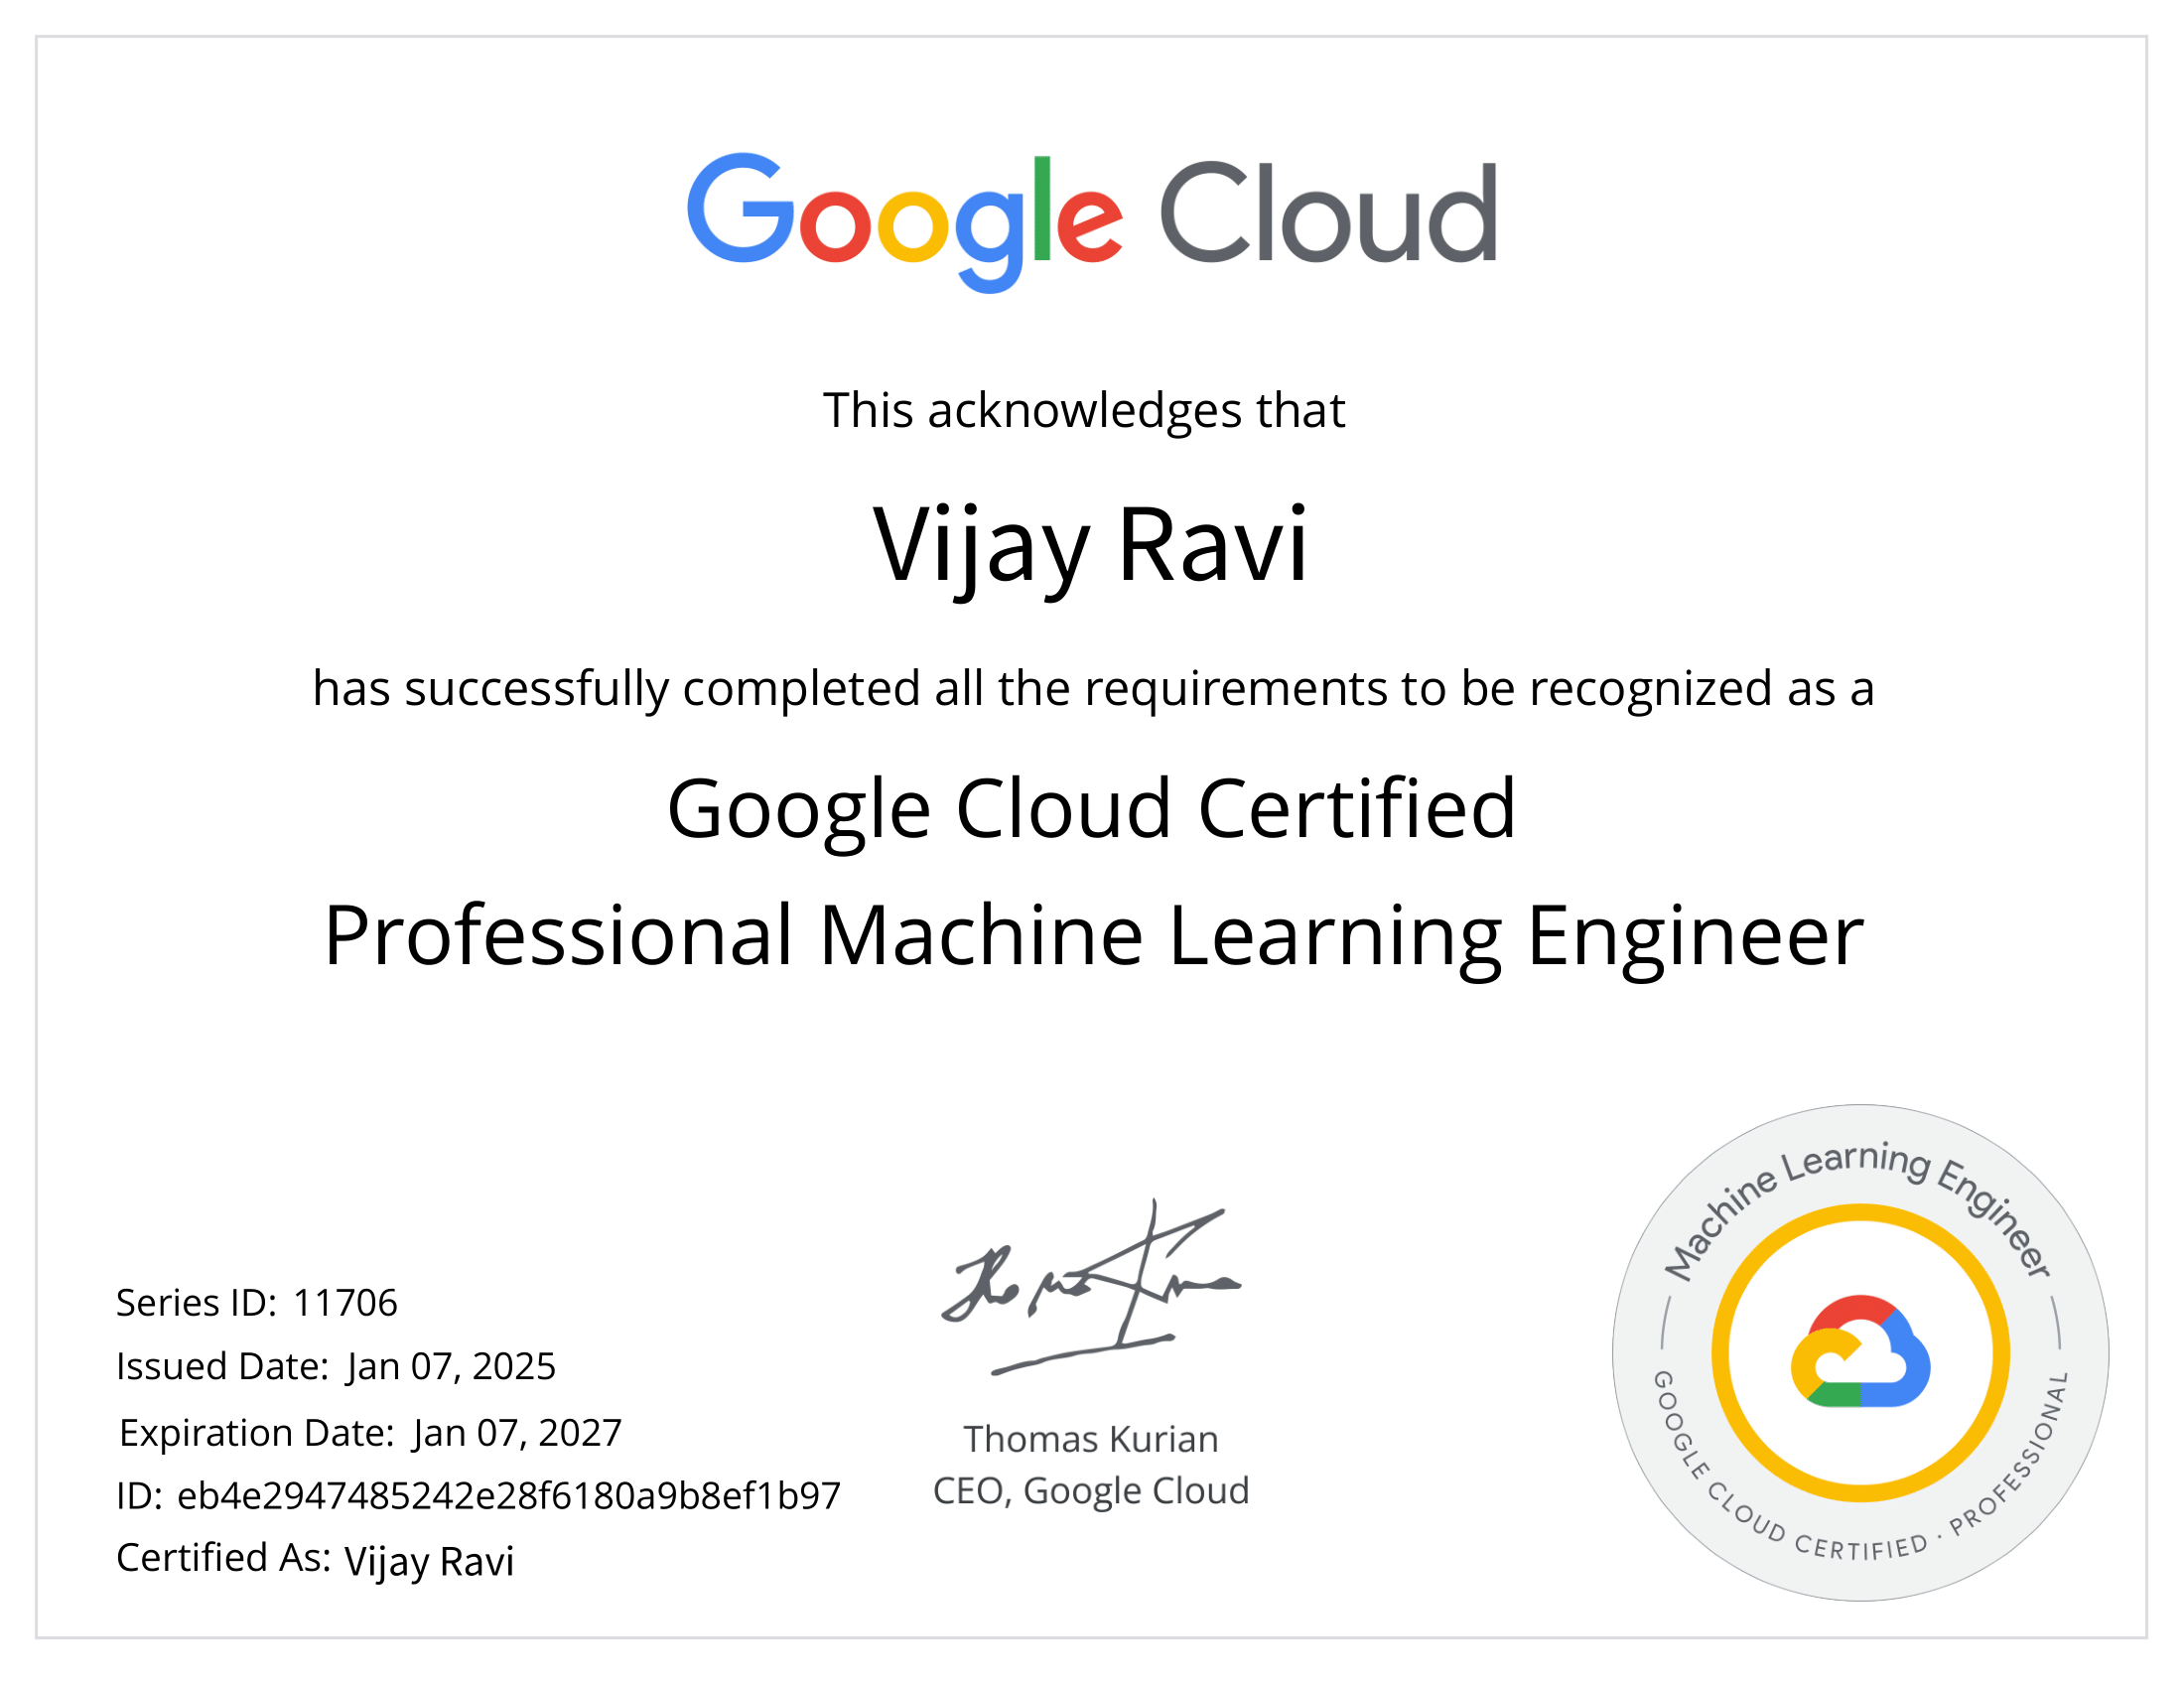 Google Cloud
This acknowledges that
Vijay Ravi
has successfully completed all the requirements to be recognized as a
Google Cloud Certified
Professional Machine Learning Engineer
Series ID: 11706
Issued Date: Jan 07, 2025
Expiration Date: Jan 07, 2027
ID: eb4e2947485242e28f6180a9b8ef1b97
Certified As: Vijay Ravi
Thomas Kurian
CEO, Google Cloud
Machine Learning Engineer
GOOGLE CLOUD CERTIFIED · PROFESSIONAL